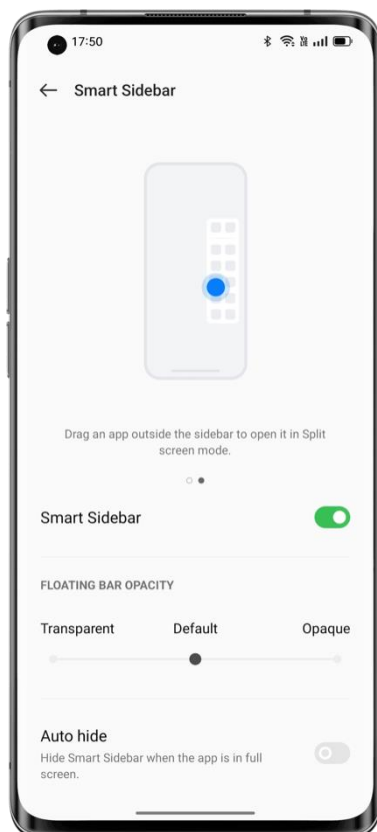 17:50
Smart Sidebar
Drag an app outside the sidebar to open it in Split
screen mode.
Smart Sidebar
FLOATING BAR OPACITY
Transparent Default Opaque
Auto hide
Hide Smart Sidebar when the app is in full
screen.